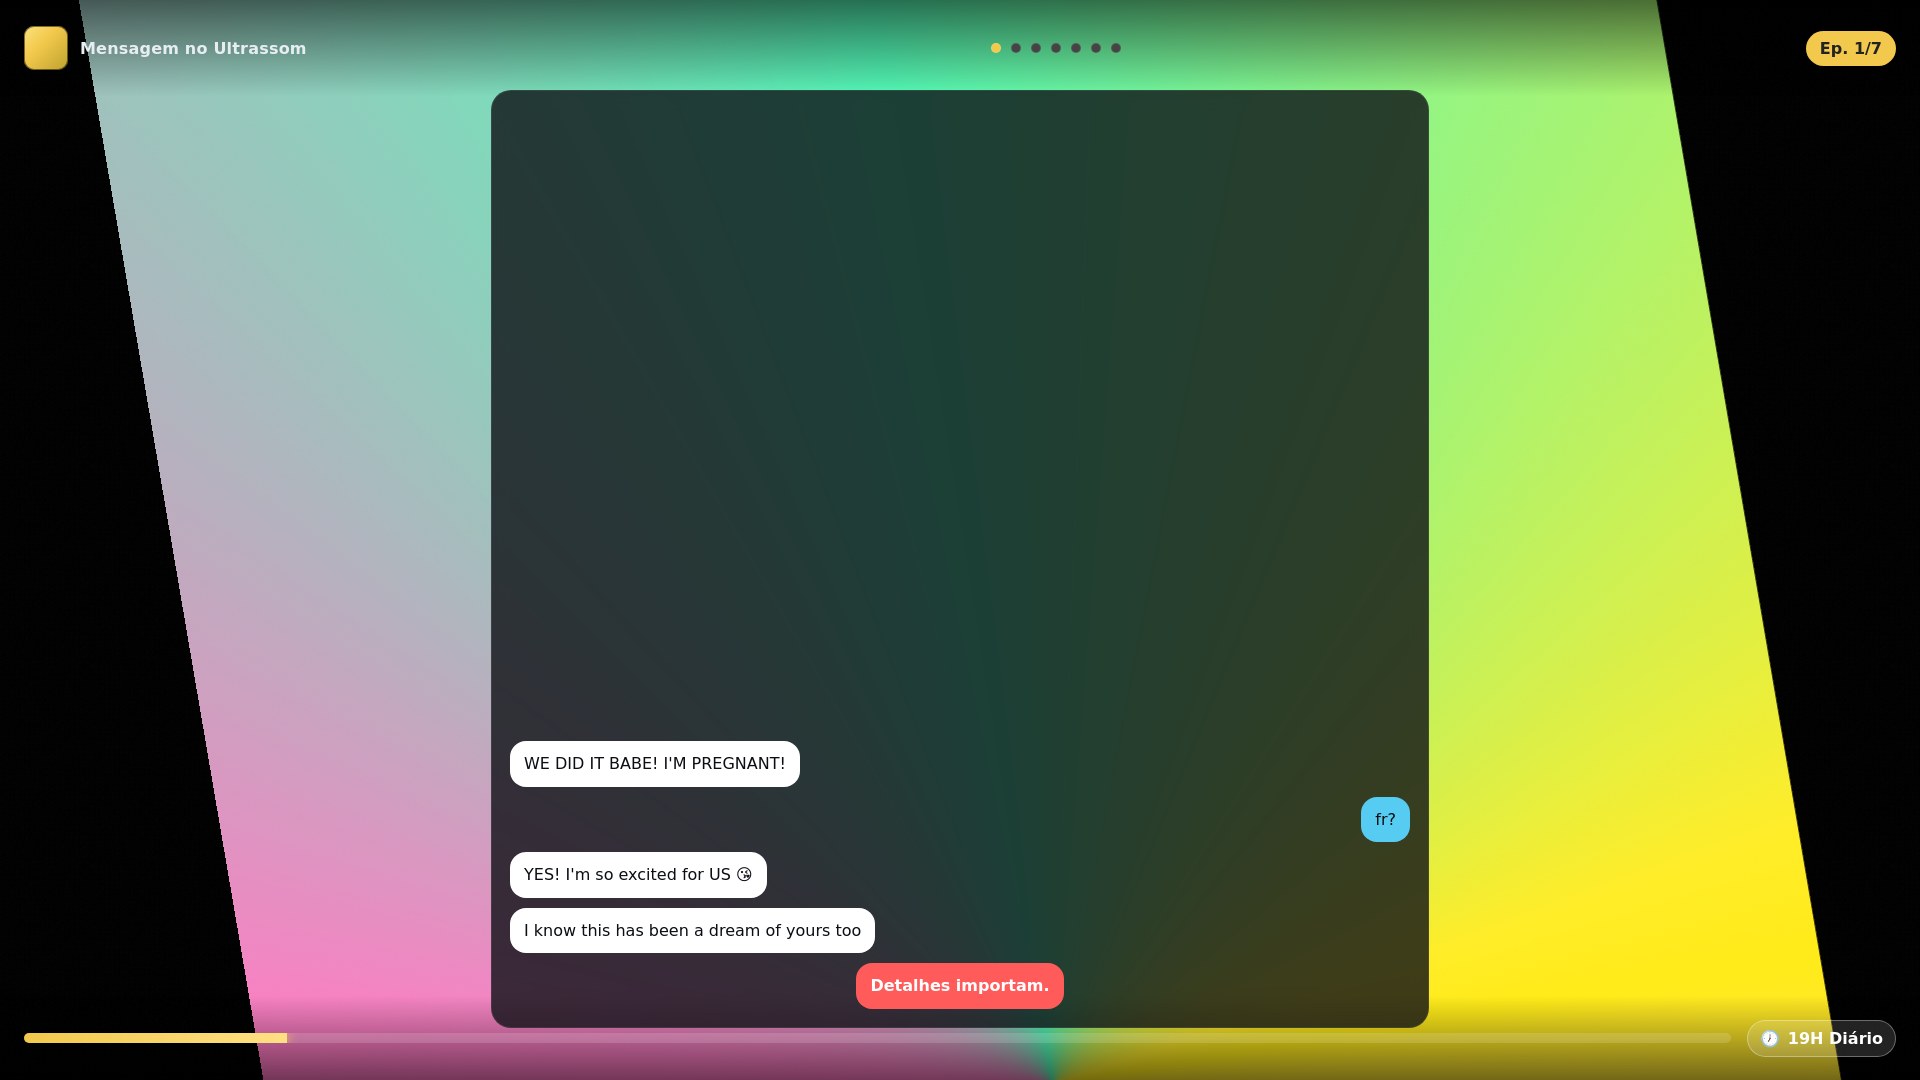 Mensagem no Ultrassom
Ep. 1/7
WE DID IT BABE! I'M PREGNANT!
fr?
YES! I'm so excited for US 😘
I know this has been a dream of yours too
Detalhes importam.
🕖 19H Diário